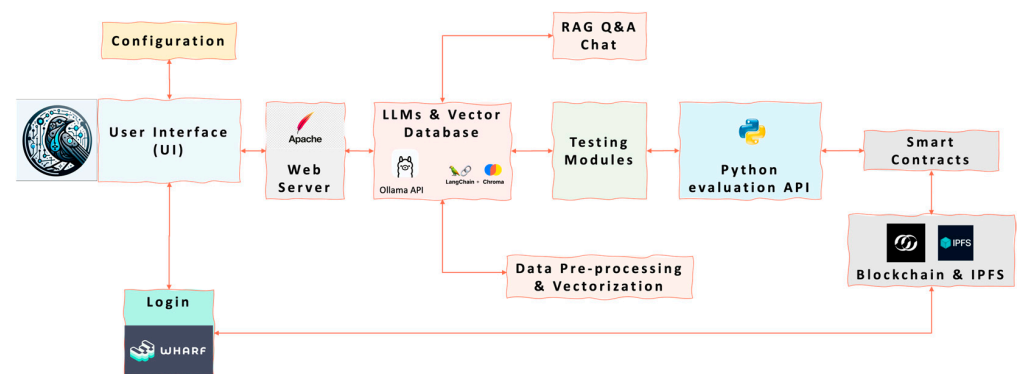 Configuration
User Interface
(UI)
Apache
Web
Server
LLMs & Vector
Database
Ollama API
LangChain + Chroma
RAG Q&A
Chat
Data Pre-processing
& Vectorization
Testing
Modules
Python
evaluation API
Smart
Contracts
IPFS
Blockchain & IPFS
Login
WHARF